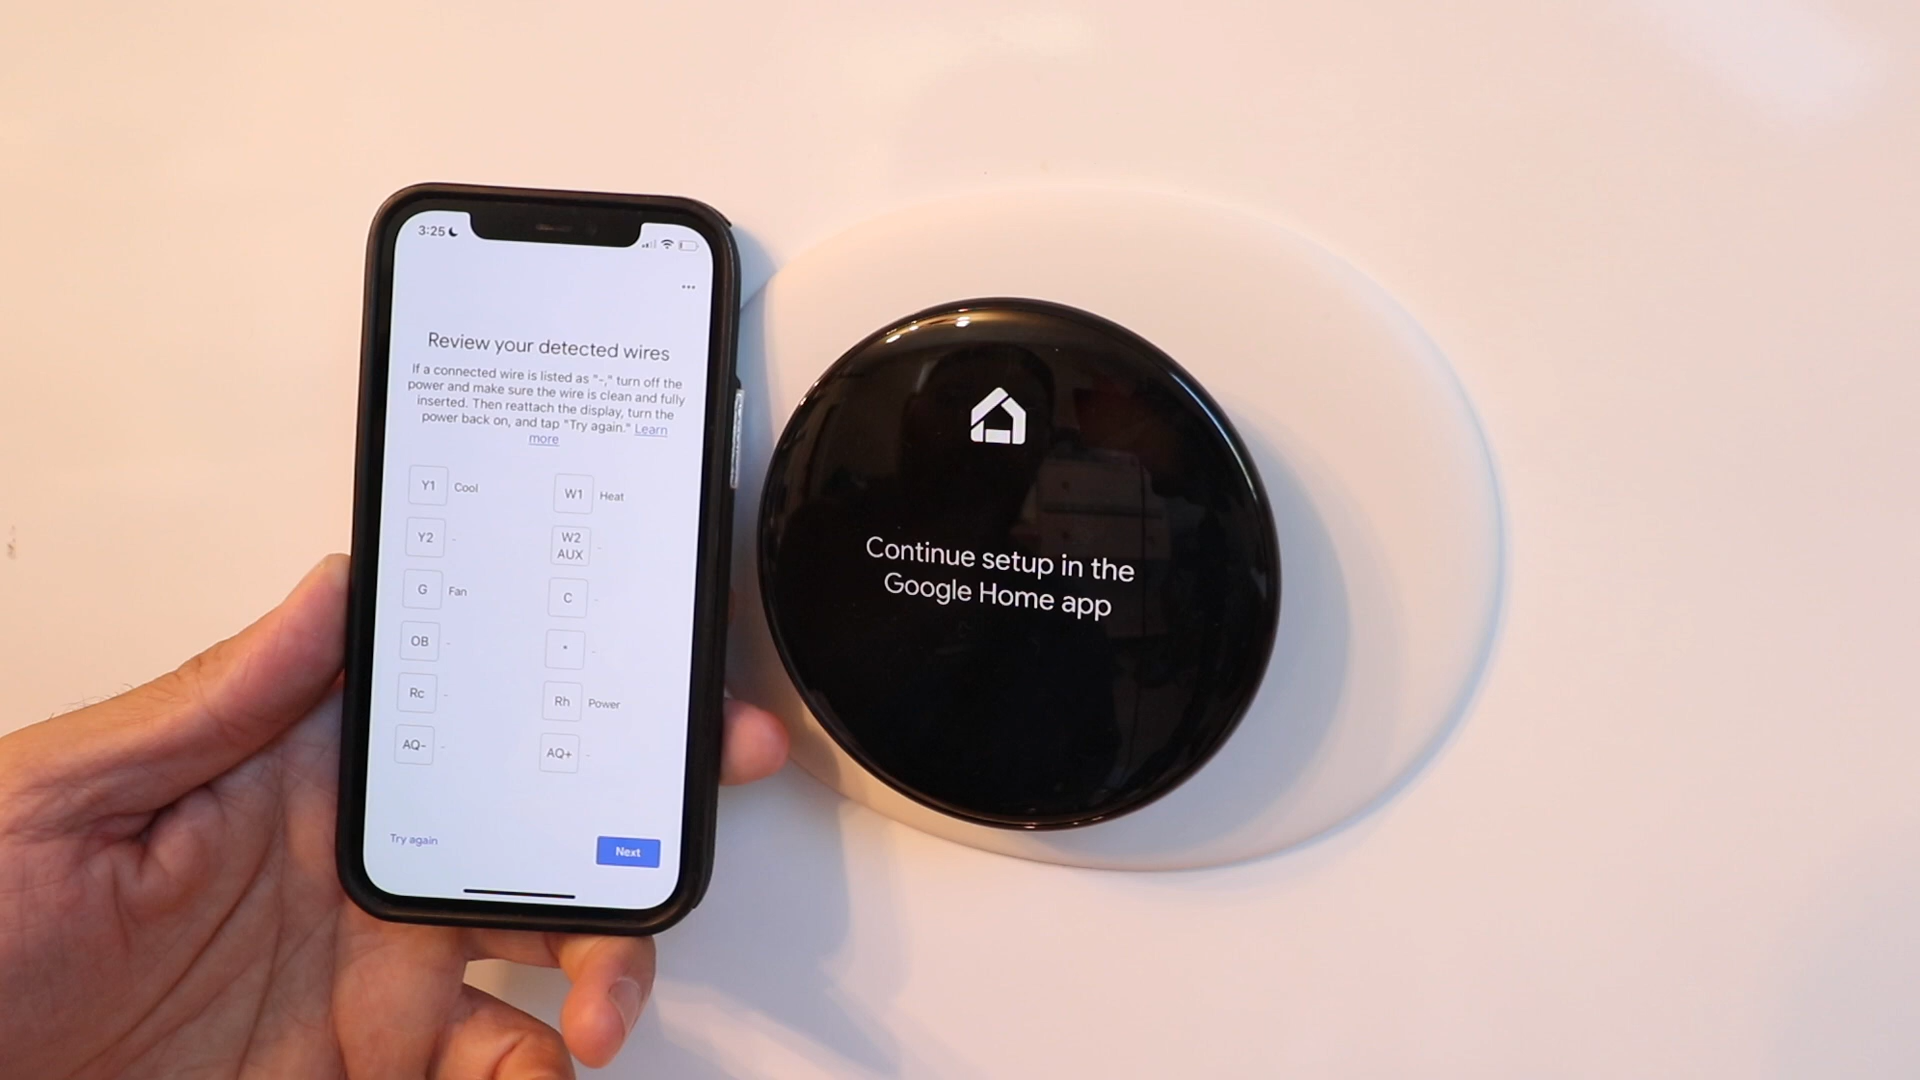 3:25
...
Review your detected wires
If a connected wire is listed as "-," turn off the
power and make sure the wire is clean and fully
inserted. Then reattach the display, turn the
power back on, and tap "Try again." Learn
more
Y1 Cool
W1 Heat
Y2 -
W2
AUX -
G Fan
C -
OB -
* -
Rc -
Rh Power
AQ- -
AQ+ -
Try again
Next
Continue setup in the
Google Home app